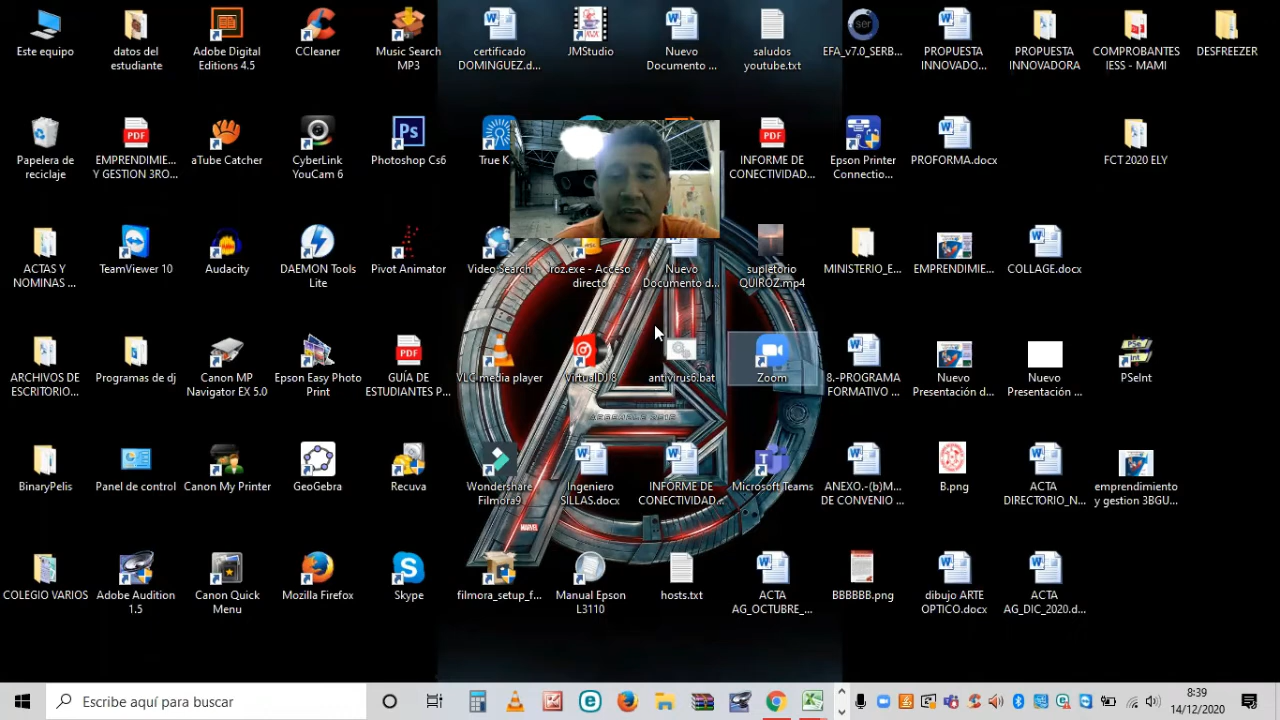 Este equipo
datos del
estudiante
Adobe Digital
Editions 4.5
CCleaner
Music Search
MP3
certificado
DOMINGUEZ.d...
JMStudio
Nuevo
Documento ...
saludos
youtube.txt
EFA_v7.0_SERB...
PROPUESTA
INNOVADO...
PROPUESTA
INNOVADORA
COMPROBANTES
IESS - MAMI
DESFREEZER
Papelera de
reciclaje
EMPRENDIMIE...
Y GESTION 3RO...
aTube Catcher
CyberLink
YouCam 6
Photoshop Cs6
True K
INFORME DE
CONECTIVIDAD...
Epson Printer
Connectio...
PROFORMA.docx
FCT 2020 ELY
ACTAS Y
NOMINAS ...
TeamViewer 10
Audacity
DAEMON Tools
Lite
Pivot Animator
Video Search
roz.exe - Acceso
directo
Nuevo
Documento d...
supletorio
QUIROZ.mp4
MINISTERIO_E...
EMPRENDIMIE...
COLLAGE.docx
ARCHIVOS DE
ESCRITORIO...
Programas de dj
Canon MP
Navigator EX 5.0
Epson Easy Photo
Print
GUÍA DE
ESTUDIANTES P...
VLC media player
VirtualDJ 8
antivirus6.bat
Zoom
8.-PROGRAMA
FORMATIVO ...
Nuevo
Presentación d...
Nuevo
Presentación ...
PSeInt
BinaryPelis
Panel de control
Canon My Printer
GeoGebra
Recuva
Wondershare
Filmora9
Ingeniero
SILLAS.docx
INFORME DE
CONECTIVIDAD...
Microsoft Teams
ANEXO.-(b)M...
DE CONVENIO ...
B.png
ACTA
DIRECTORIO_N...
emprendimiento
y gestion 3BGU...
MARVEL
COLEGIO VARIOS
Adobe Audition
1.5
Canon Quick
Menu
Mozilla Firefox
Skype
filmora_setup_f...
Manual Epson
L3110
hosts.txt
ACTA
AG_OCTUBRE_...
BBBBBB.png
dibujo ARTE
OPTICO.docx
ACTA
AG_DIC_2020.d...
Escribe aquí para buscar
8:39
14/12/2020